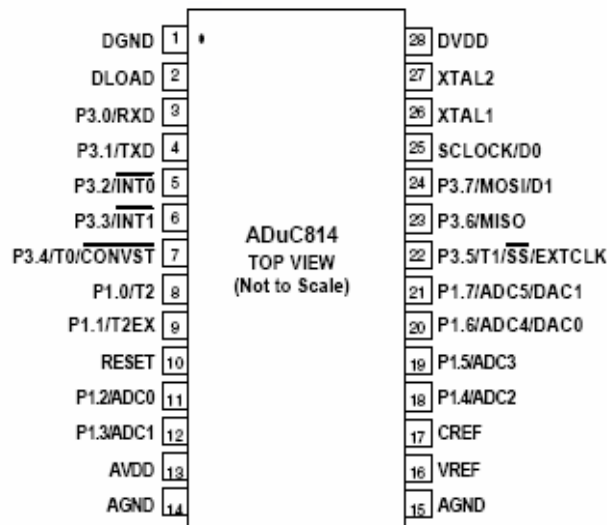 DGND 1 28 DVDD
DLOAD 2 27 XTAL2
P3.0/RXD 3 26 XTAL1
P3.1/TXD 4 25 SCLOCK/D0
P3.2/INT0 5 24 P3.7/MOSI/D1
P3.3/INT1 6 23 P3.6/MISO
ADuC814
P3.4/T0/CONVST 7 22 P3.5/T1/SS/EXTCLK
TOP VIEW
(Not to Scale)
P1.0/T2 8 21 P1.7/ADC5/DAC1
P1.1/T2EX 9 20 P1.6/ADC4/DAC0
RESET 10 19 P1.5/ADC3
P1.2/ADC0 11 18 P1.4/ADC2
P1.3/ADC1 12 17 CREF
AVDD 13 16 VREF
AGND 14 15 AGND